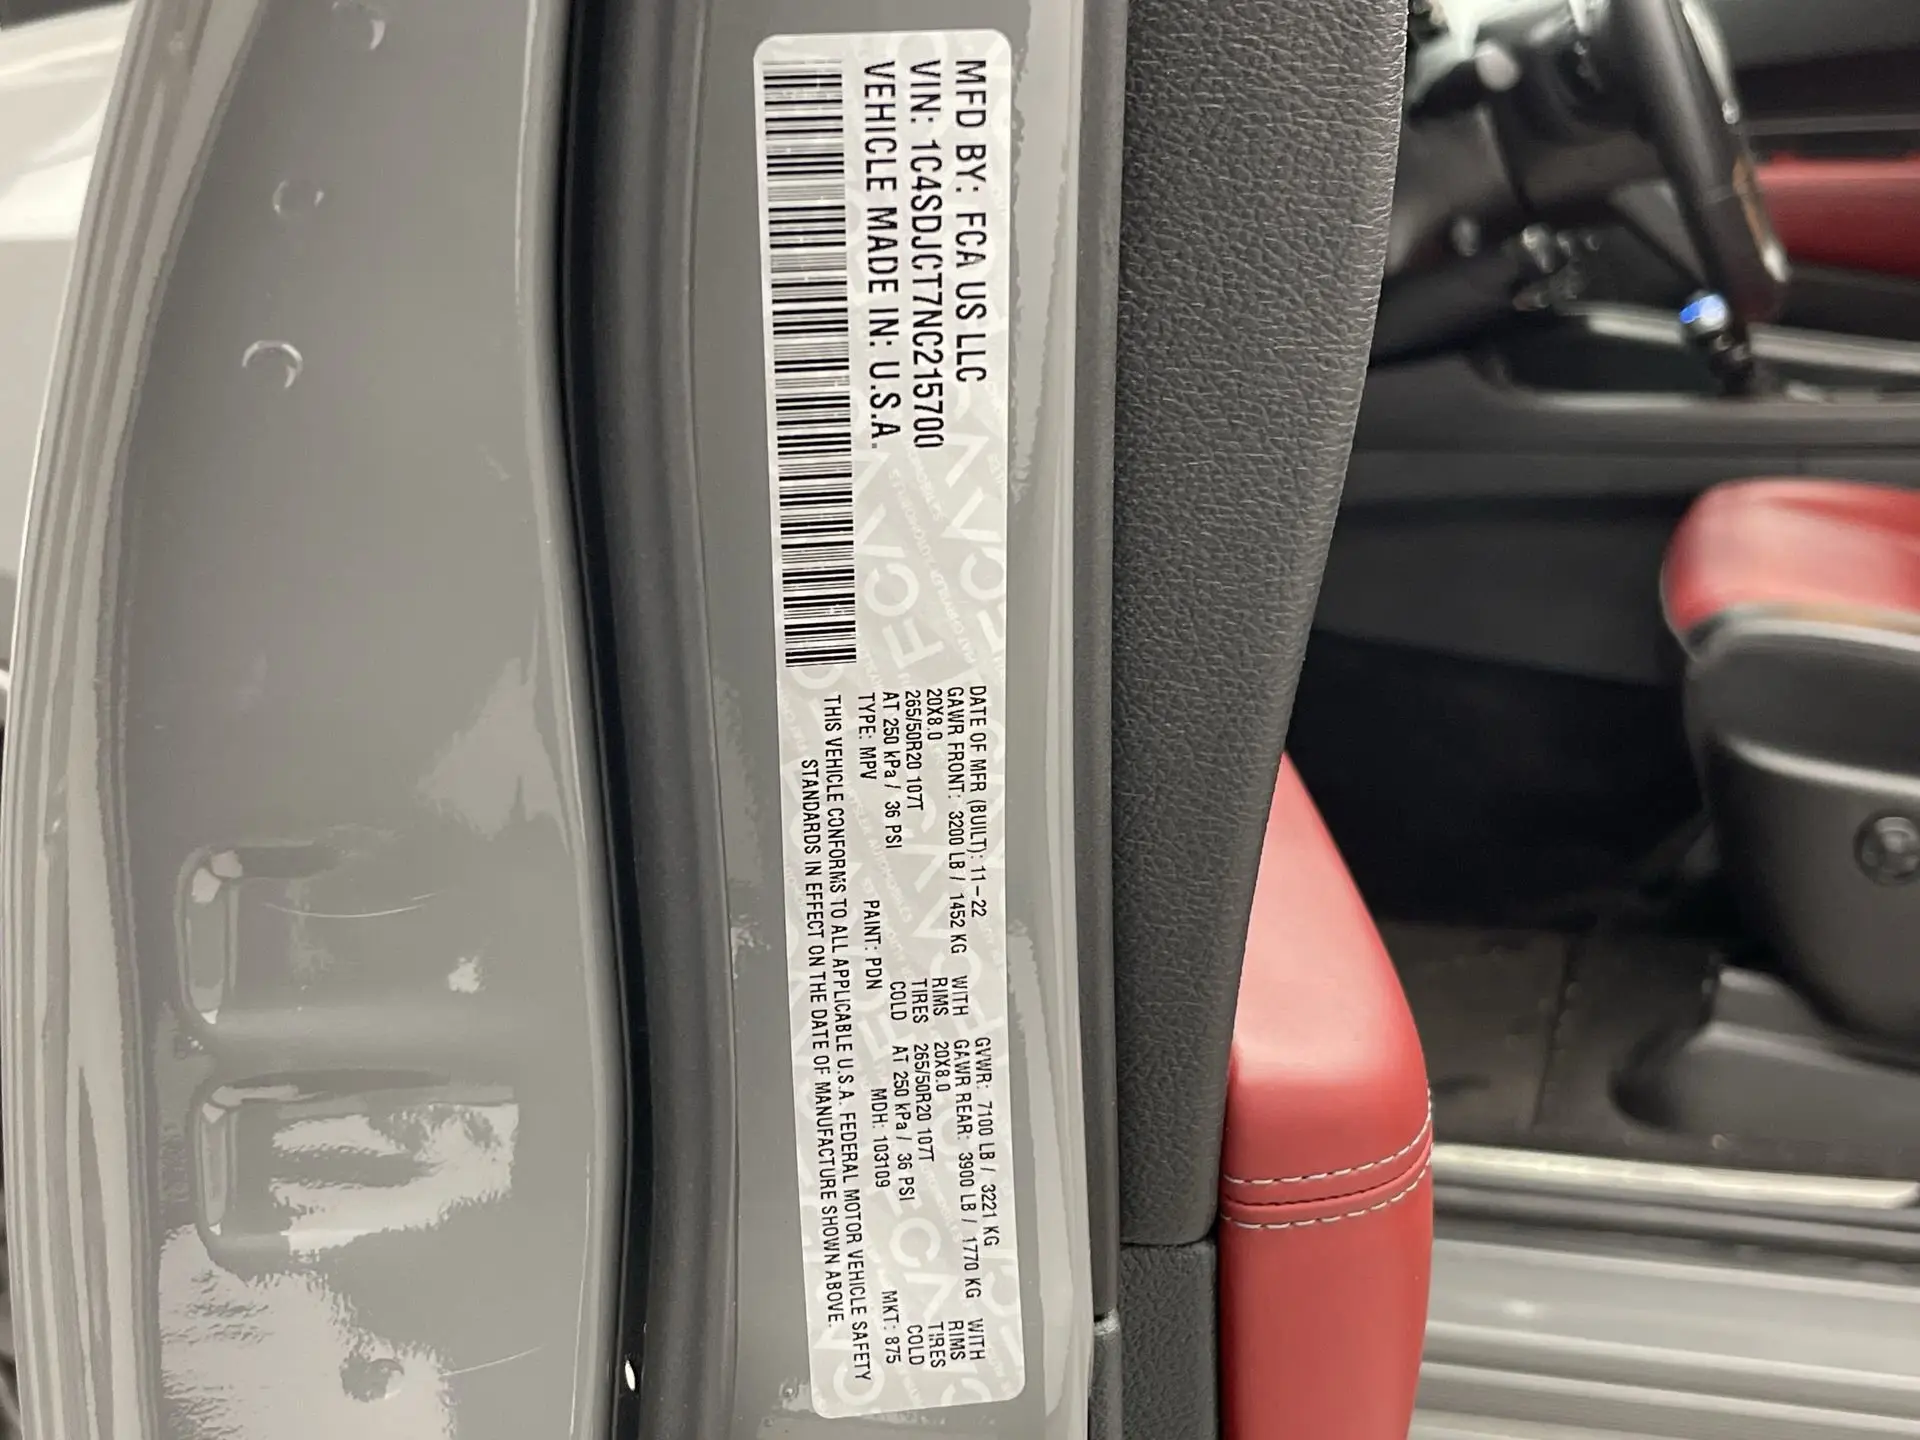 MFD BY: FCA US LLC
VIN: 1C4SDJCT7NC215700
VEHICLE MADE IN: U.S.A.
DATE OF MFR (BUILT): 11-22 GVWR: 7100 LB / 3221 KG
GAWR FRONT: 3200 LB / 1452 KG WITH GAWR REAR: 3900 LB / 1770 KG WITH
20X8.0 RIMS 20X8.0 RIMS
265/50R20 107T TIRES 265/50R20 107T TIRES
AT 250 kPa / 36 PSI COLD AT 250 kPa / 36 PSI COLD
TYPE: MPV PAINT: PDN MDH: 103109 MKT: 875
THIS VEHICLE CONFORMS TO ALL APPLICABLE U.S.A. FEDERAL MOTOR VEHICLE SAFETY
STANDARDS IN EFFECT ON THE DATE OF MANUFACTURE SHOWN ABOVE.
FCA